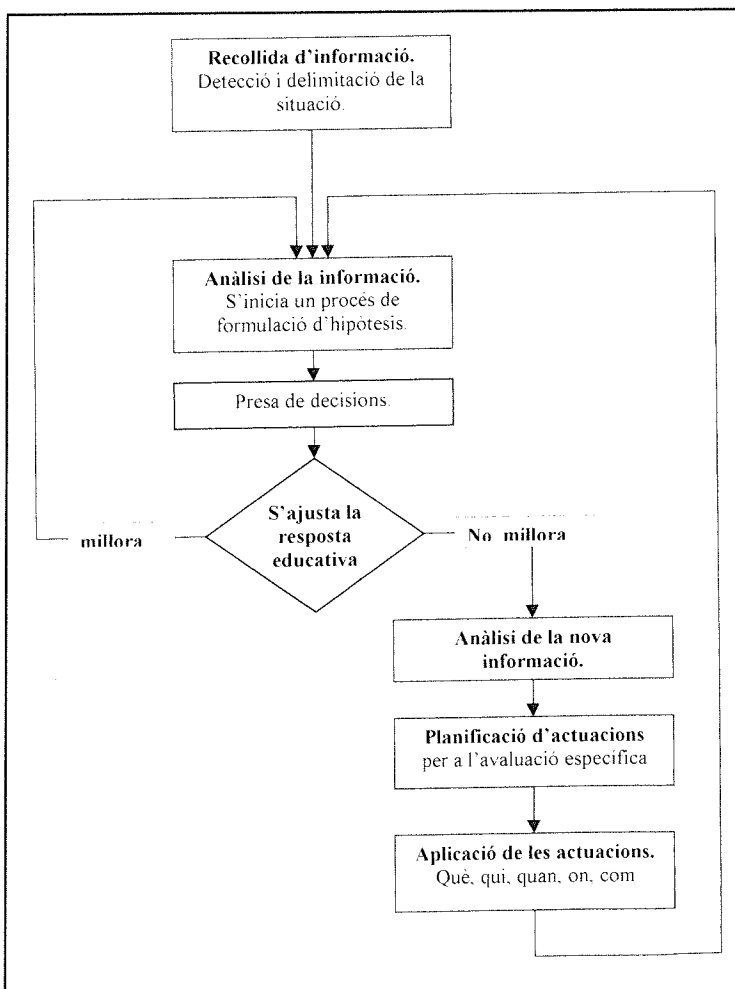 Recollida d'informació.
Detecció i delimitació de la
situació.
Anàlisi de la informació.
S'inicia un procés de
formulació d'hipòtesis.
Presa de decisions.
S'ajusta la
resposta
educativa
millora
No millora
Anàlisi de la nova
informació.
Planificació d'actuacions
per a l'avaluació específica
Aplicació de les actuacions.
Què, qui, quan, on, com